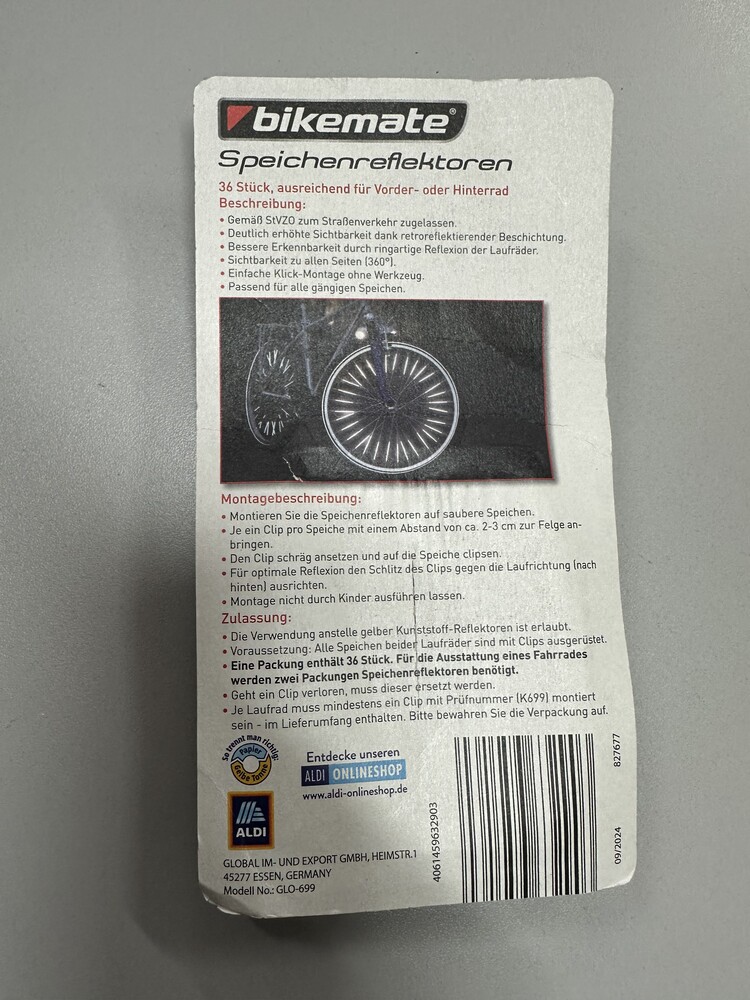 bikemate®
Speichenreflektoren
36 Stück, ausreichend für Vorder- oder Hinterrad
Beschreibung:
• Gemäß StVZO zum Straßenverkehr zugelassen.
• Deutlich erhöhte Sichtbarkeit dank retroreflektierender Beschichtung.
• Bessere Erkennbarkeit durch ringartige Reflexion der Laufräder.
• Sichtbarkeit zu allen Seiten (360°).
• Einfache Klick-Montage ohne Werkzeug.
• Passend für alle gängigen Speichen.
Montagebeschreibung:
• Montieren Sie die Speichenreflektoren auf saubere Speichen.
• Je ein Clip pro Speiche mit einem Abstand von ca. 2-3 cm zur Felge an-
bringen.
• Den Clip schräg ansetzen und auf die Speiche clipsen.
• Für optimale Reflexion den Schlitz des Clips gegen die Laufrichtung (nach
hinten) ausrichten.
• Montage nicht durch Kinder ausführen lassen.
Zulassung:
• Die Verwendung anstelle gelber Kunststoff-Reflektoren ist erlaubt.
• Voraussetzung: Alle Speichen beider Laufräder sind mit Clips ausgerüstet.
• Eine Packung enthält 36 Stück. Für die Ausstattung eines Fahrrades
werden zwei Packungen Speichenreflektoren benötigt.
• Geht ein Clip verloren, muss dieser ersetzt werden.
• Je Laufrad muss mindestens ein Clip mit Prüfnummer (K699) montiert
sein - im Lieferumfang enthalten. Bitte bewahren Sie die Verpackung auf.
So trennt man richtig:
Papier
Gelbe Tonne
Entdecke unseren
ALDI ONLINESHOP
www.aldi-onlineshop.de
ALDI
GLOBAL IM- UND EXPORT GMBH, HEIMSTR.1
45277 ESSEN, GERMANY
Modell No.: GLO-699
4061459632903
827677
09/2024